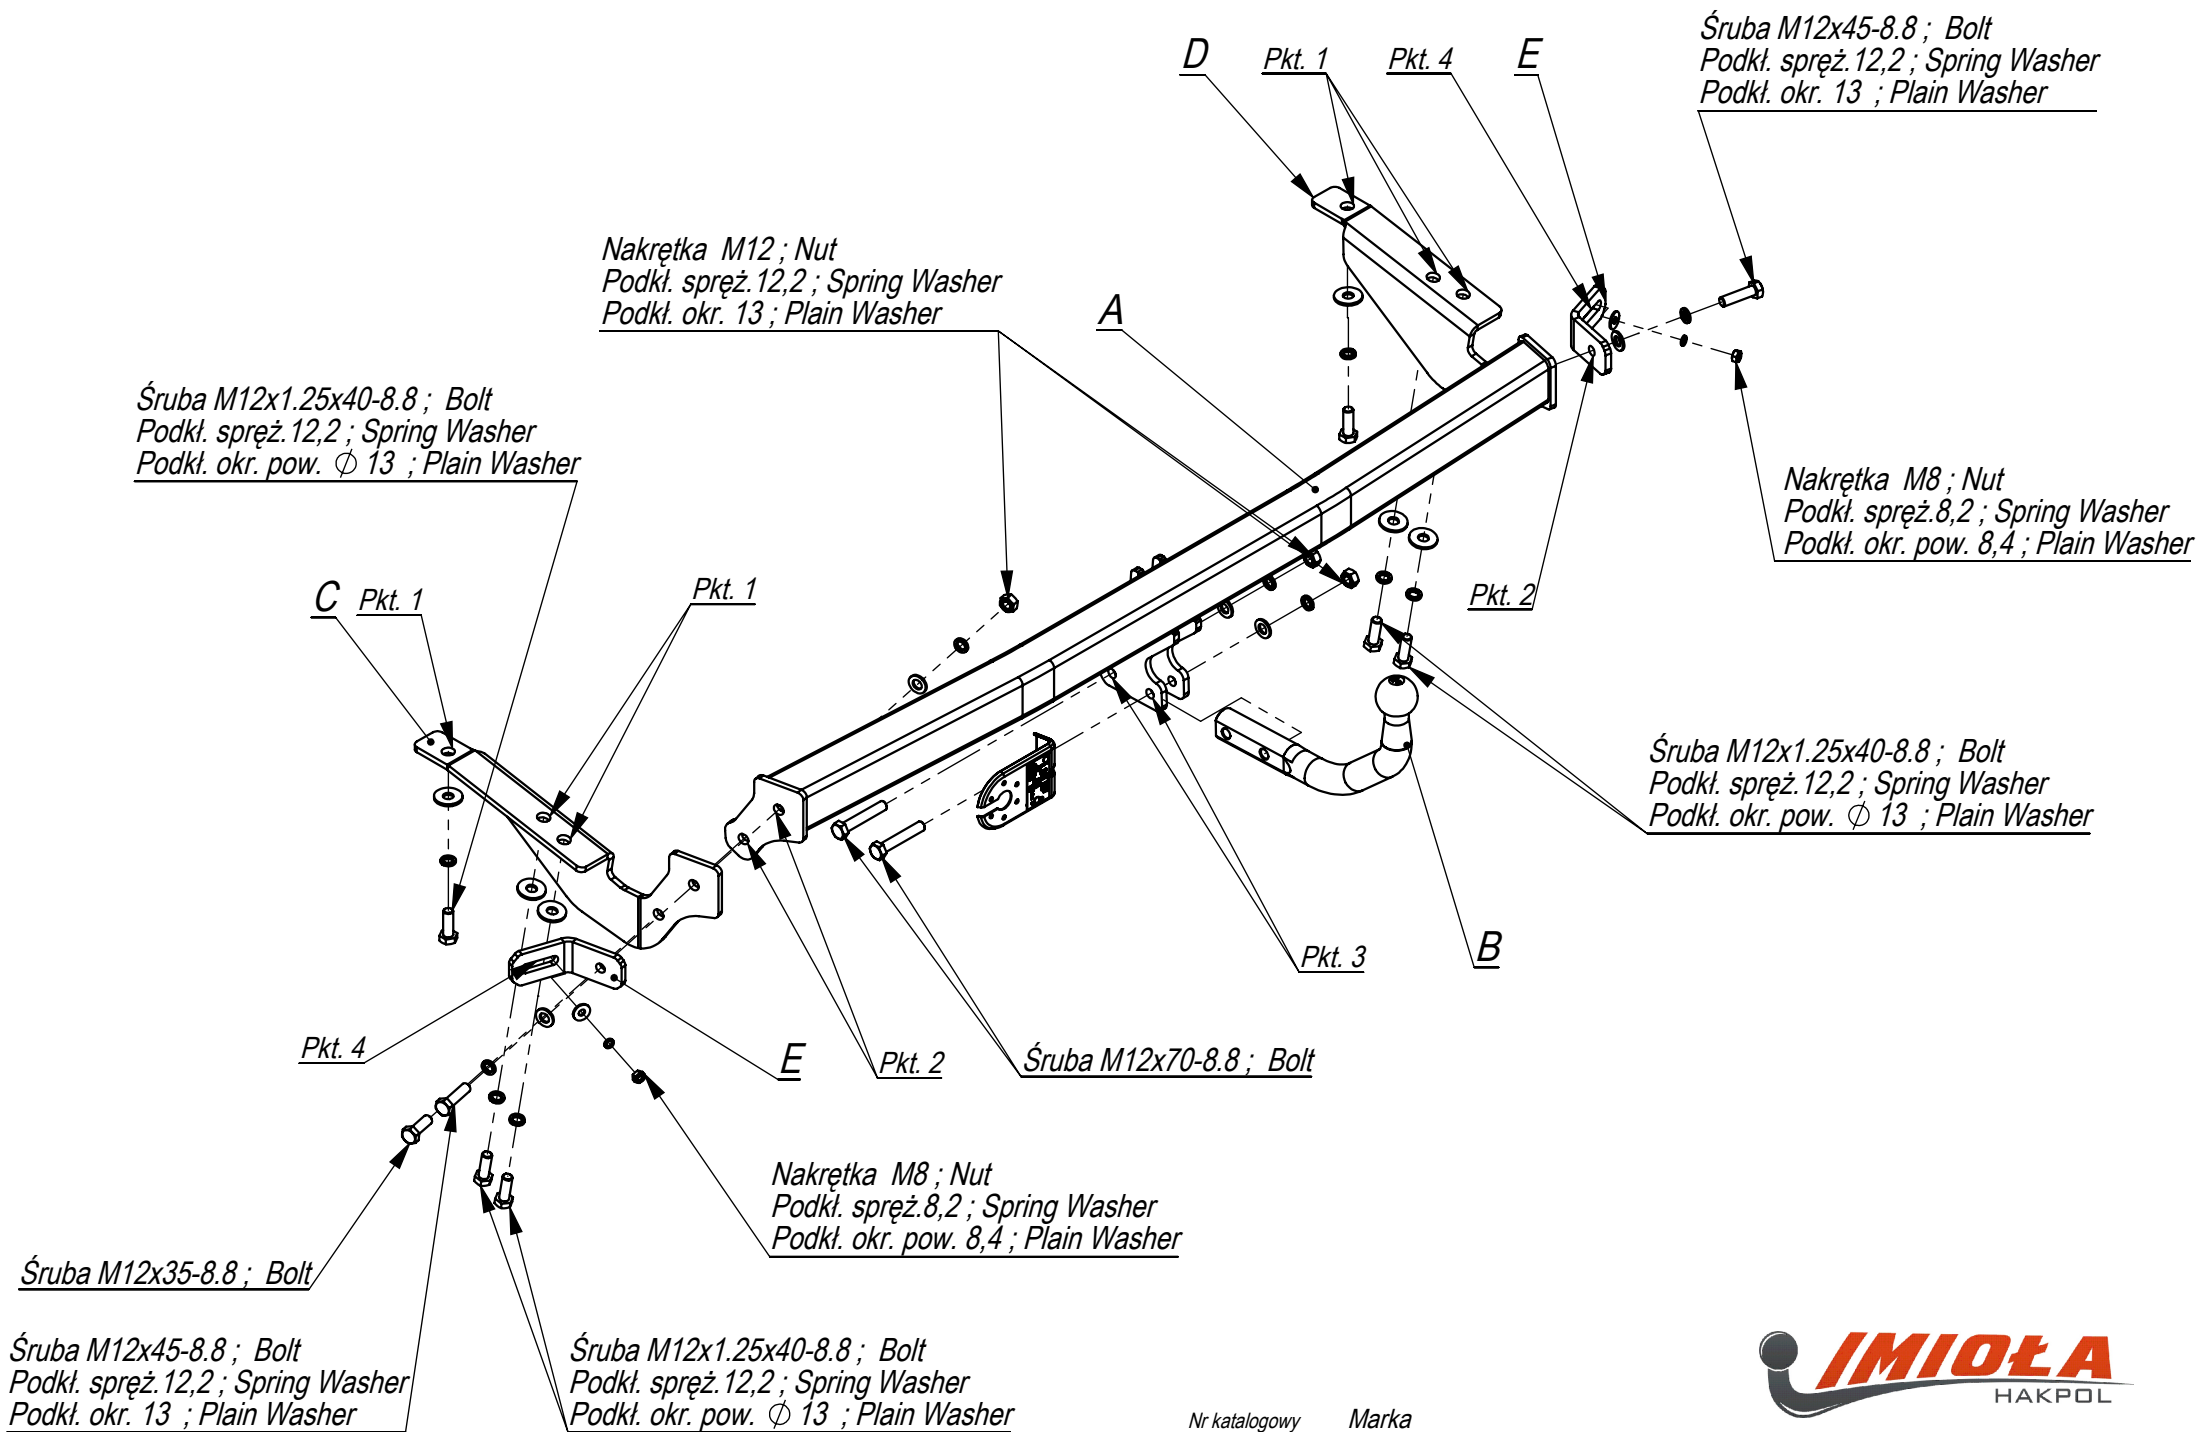 Śruba M12x45-8.8 ; Bolt
Podkł. spręż.12,2 ; Spring Washer
Podkł. okr. 13 ; Plain Washer
D
Pkt. 1
Pkt. 4
E
Nakrętka M12 ; Nut
Podkł. spręż.12,2 ; Spring Washer
Podkł. okr. 13 ; Plain Washer
A
Śruba M12x1.25x40-8.8 ; Bolt
Podkł. spręż.12,2 ; Spring Washer
Podkł. okr. pow. ∅ 13 ; Plain Washer
Nakrętka M8 ; Nut
Podkł. spręż.8,2 ; Spring Washer
Podkł. okr. pow. 8,4 ; Plain Washer
C
Pkt. 1
Pkt. 1
Pkt. 2
Śruba M12x1.25x40-8.8 ; Bolt
Podkł. spręż.12,2 ; Spring Washer
Podkł. okr. pow. ∅ 13 ; Plain Washer
Pkt. 3
B
Pkt. 4
E
Pkt. 2
Śruba M12x70-8.8 ; Bolt
Nakrętka M8 ; Nut
Podkł. spręż.8,2 ; Spring Washer
Podkł. okr. pow. 8,4 ; Plain Washer
Śruba M12x35-8.8 ; Bolt
Śruba M12x45-8.8 ; Bolt
Podkł. spręż.12,2 ; Spring Washer
Podkł. okr. 13 ; Plain Washer
Śruba M12x1.25x40-8.8 ; Bolt
Podkł. spręż.12,2 ; Spring Washer
Podkł. okr. pow. ∅ 13 ; Plain Washer
Nr katalogowy Marka
IMIOŁA
HAKPOL